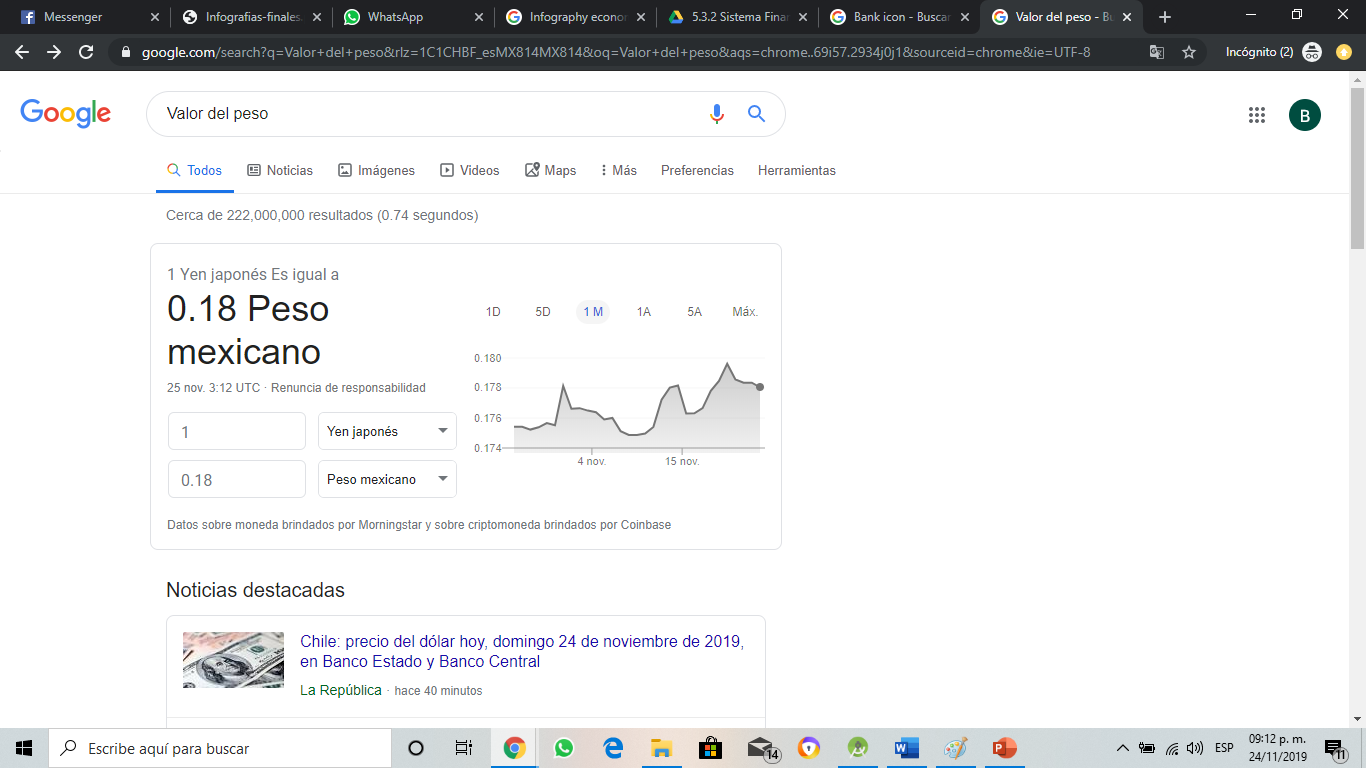 Messenger
Infografias-finales.
WhatsApp
Infography econor
5.3.2 Sistema Finan
Bank icon - Buscar
Valor del peso - Bu
google.com/search?q=Valor+del+peso&rlz=1C1CHBF_esMX814MX814&oq=Valor+del+peso&aqs=chrome..69i57.2934j0j1&sourceid=chrome&ie=UTF-8
Incógnito (2)
Google
Valor del peso
B
Todos
Noticias
Imágenes
Videos
Maps
Más
Preferencias
Herramientas
Cerca de 222,000,000 resultados (0.74 segundos)
1 Yen japonés Es igual a
0.18 Peso
mexicano
25 nov. 3:12 UTC · Renuncia de responsabilidad
1 Yen japonés
0.18 Peso mexicano
1D 5D 1 M 1A 5A Máx.
0.180
0.178
0.176
0.174
4 nov. 15 nov.
Datos sobre moneda brindados por Morningstar y sobre criptomoneda brindados por Coinbase
Noticias destacadas
Chile: precio del dólar hoy, domingo 24 de noviembre de 2019,
en Banco Estado y Banco Central
La República · hace 40 minutos
Escribe aquí para buscar
14
ESP
09:12 p. m.
24/11/2019
11